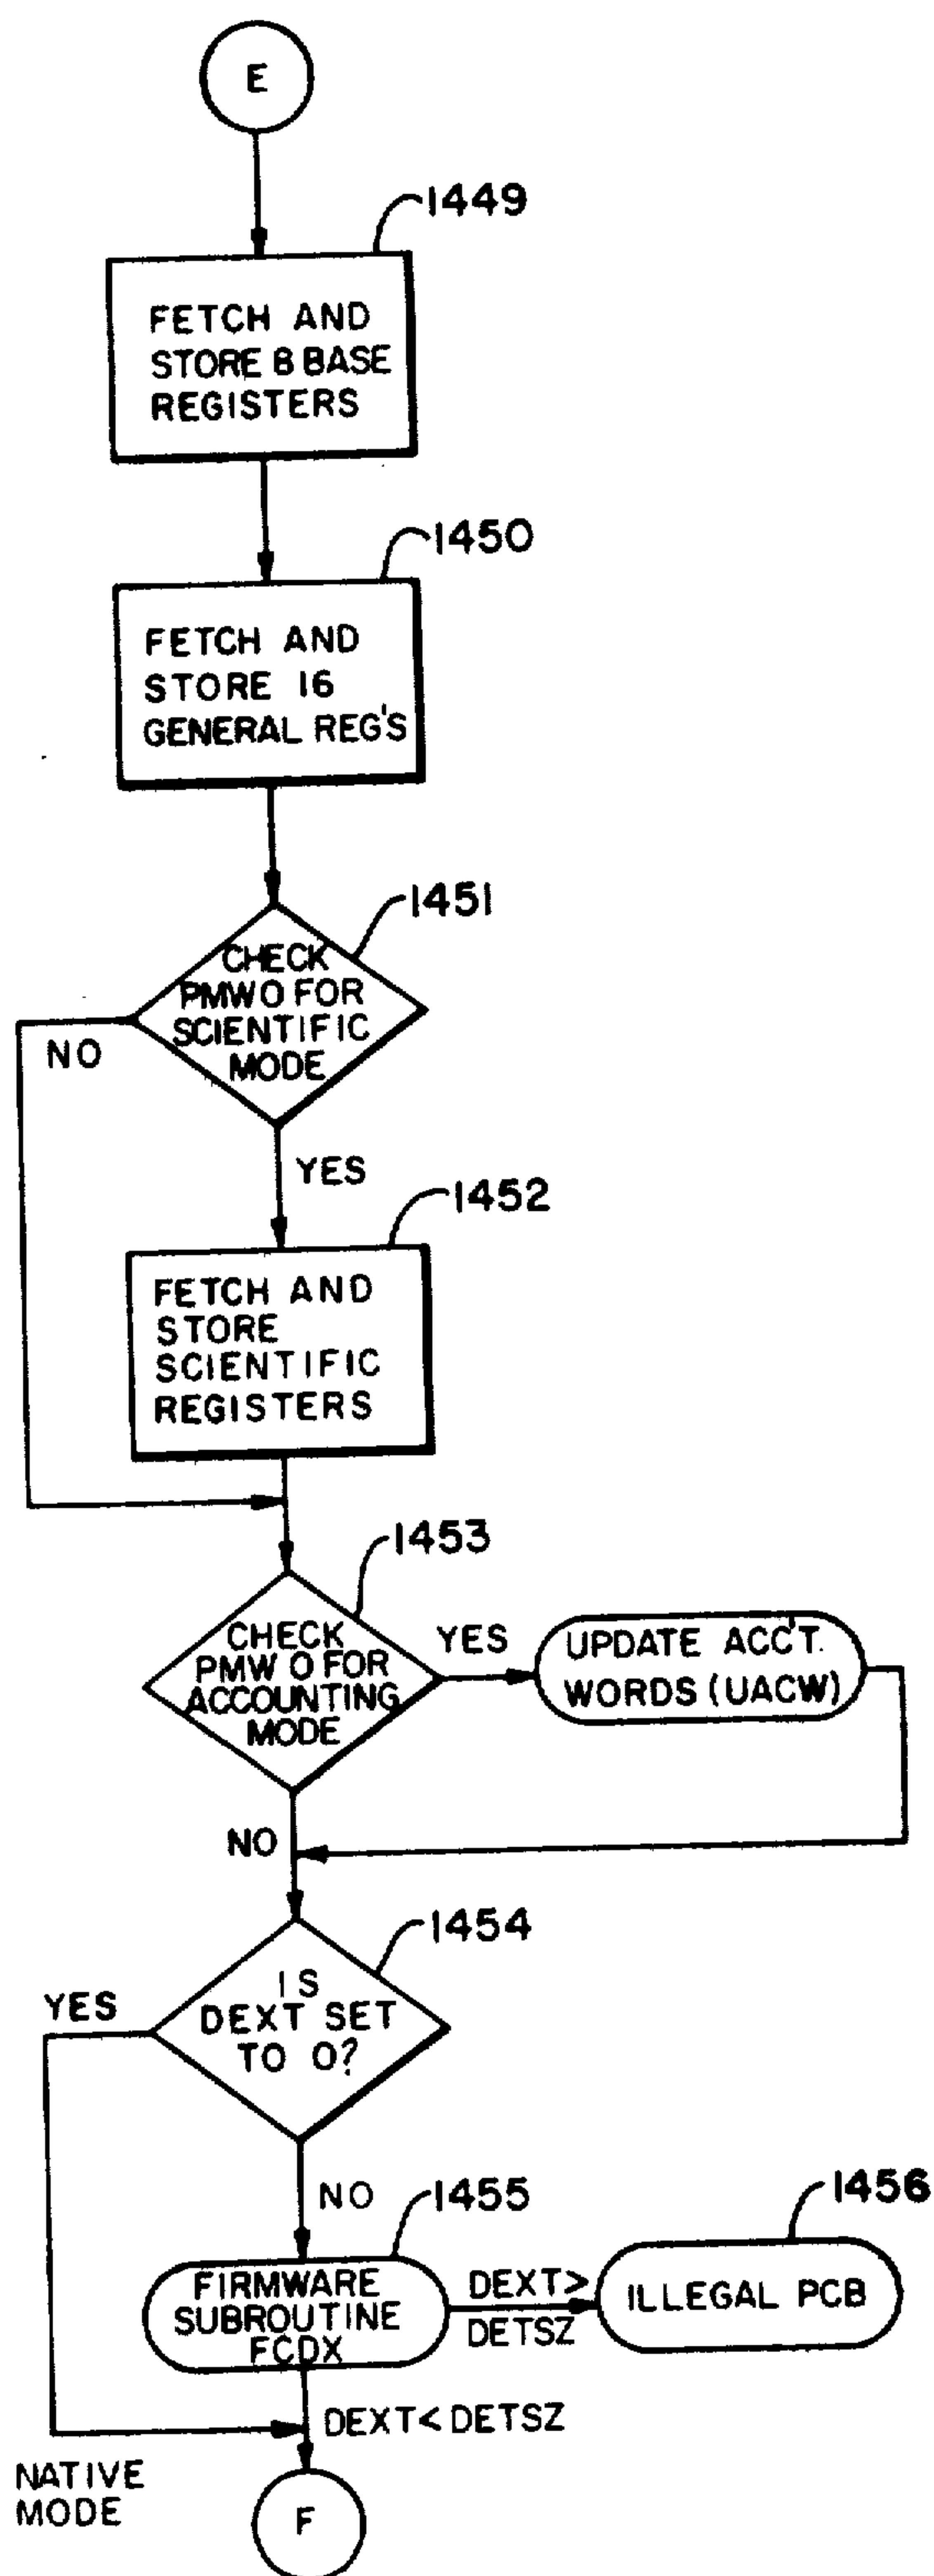 E
1449
FETCH AND
STORE 8 BASE
REGISTERS
1450
FETCH AND
STORE 16
GENERAL REG'S
1451
CHECK
PMW 0 FOR
SCIENTIFIC
MODE
NO
YES
1452
FETCH AND
STORE
SCIENTIFIC
REGISTERS
1453
CHECK
PMW 0 FOR
ACCOUNTING
MODE
YES
UPDATE ACC'T.
WORDS (UACW)
NO
1454
IS
DEXT SET
TO 0?
YES
NO
1455
FIRMWARE
SUBROUTINE
FCDX
DEXT>
DETSZ
1456
ILLEGAL PCB
DEXT<DETSZ
NATIVE
MODE
F